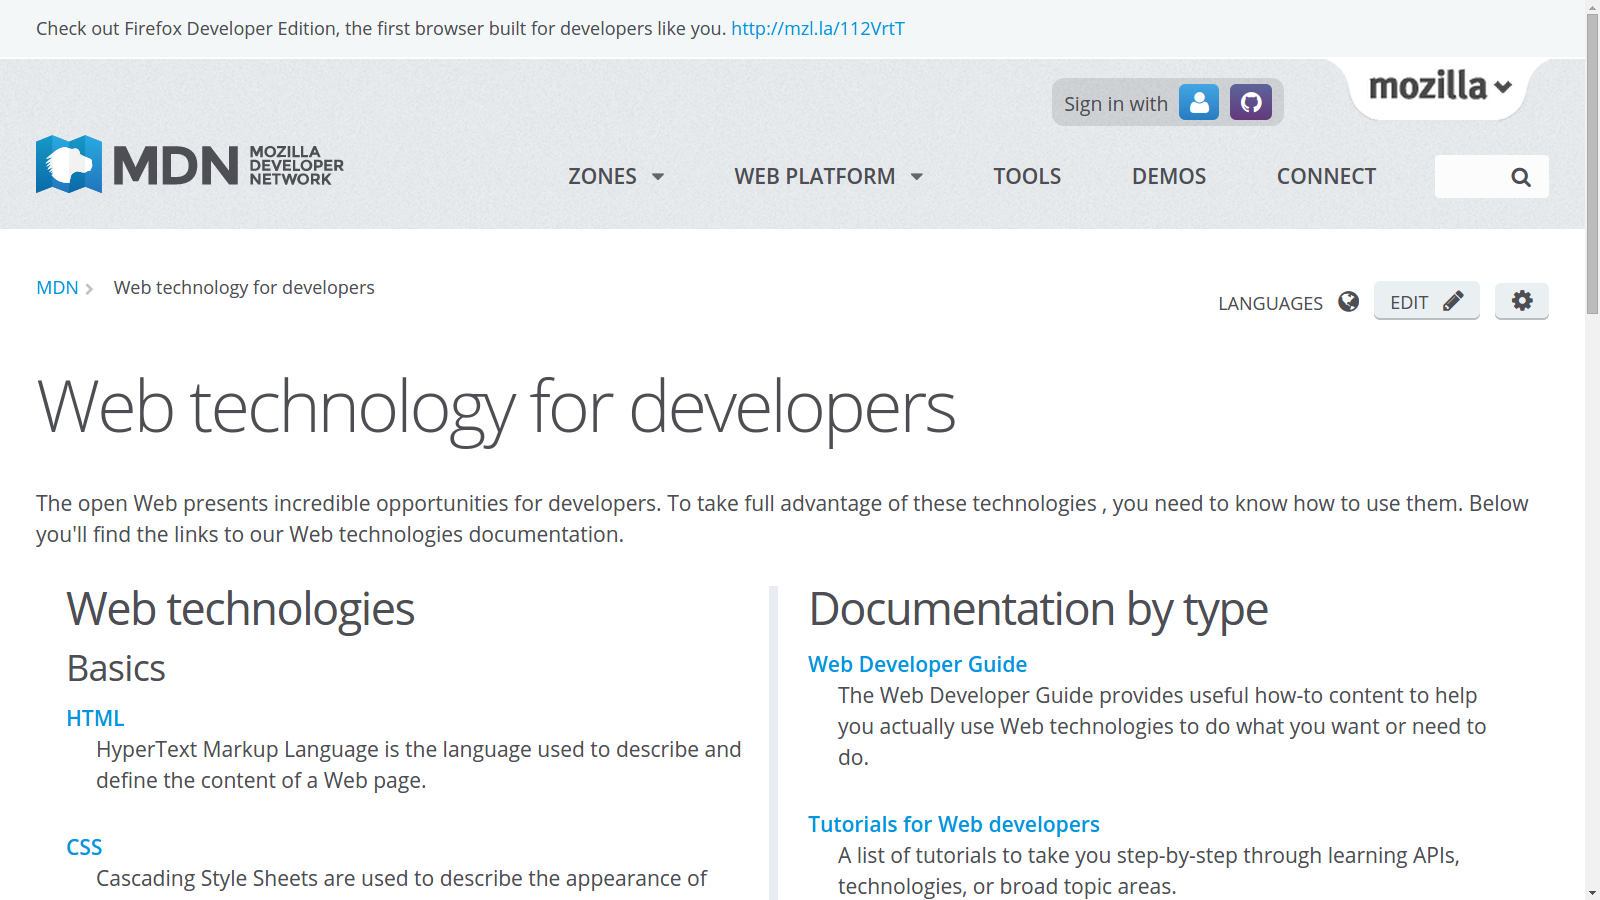 Check out Firefox Developer Edition, the first browser built for developers like you. http://mzl.la/112VrtT
mozilla
Sign in with
MDN MOZILLA DEVELOPER NETWORK
ZONES WEB PLATFORM TOOLS DEMOS CONNECT
MDN Web technology for developers
LANGUAGES EDIT
Web technology for developers
The open Web presents incredible opportunities for developers. To take full advantage of these technologies , you need to know how to use them. Below
you'll find the links to our Web technologies documentation.
Web technologies
Basics
HTML
HyperText Markup Language is the language used to describe and
define the content of a Web page.
CSS
Cascading Style Sheets are used to describe the appearance of
Documentation by type
Web Developer Guide
The Web Developer Guide provides useful how-to content to help
you actually use Web technologies to do what you want or need to
do.
Tutorials for Web developers
A list of tutorials to take you step-by-step through learning APIs,
technologies, or broad topic areas.